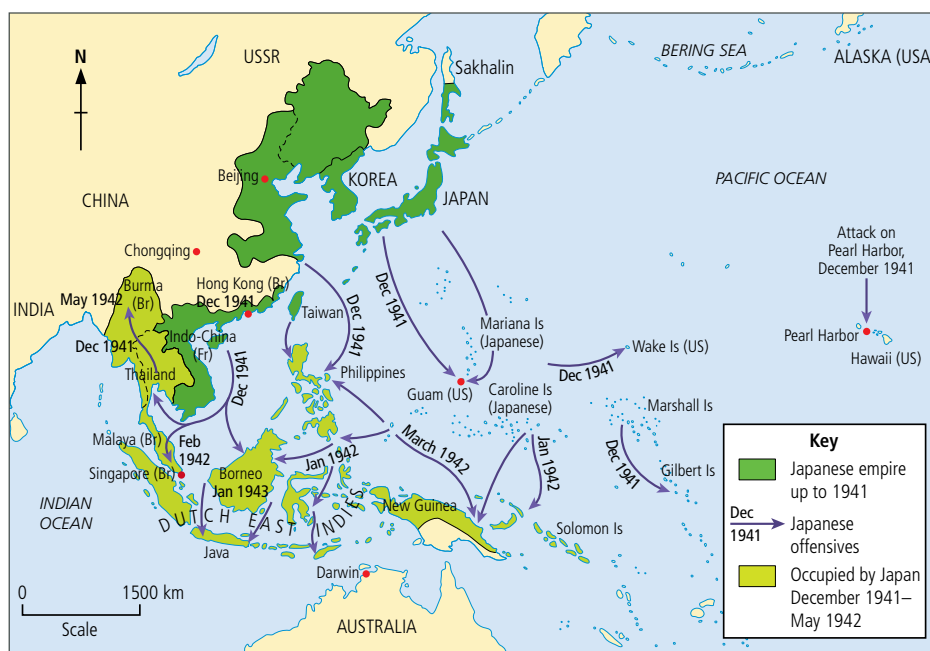 N
USSR
Sakhalin
BERING SEA
ALASKA (USA)
Beijing
KOREA
JAPAN
CHINA
PACIFIC OCEAN
Chongqing
Attack on
Pearl Harbor,
December 1941
INDIA
Burma
(Br)
May 1942
Hong Kong (Br)
Dec 1941
Taiwan
Dec 1941
Dec 1941
Indo-China
(Fr)
Dec 1941
Thailand
Dec 1941
Mariana Is
(Japanese)
Wake Is (US)
Dec 1941
Pearl Harbor
Hawaii (US)
Philippines
Guam (US)
Caroline Is
(Japanese)
Marshall Is
Malaya (Br)
Feb
1942
Singapore (Br)
Borneo
Jan 1943
Jan 1942
March 1942
Jan 1942
Dec 1941
Gilbert Is
INDIAN
OCEAN
DUTCH EAST INDIES
New Guinea
Solomon Is
Java
Darwin
AUSTRALIA
0 1500 km
Scale
Key
Japanese empire
up to 1941
Dec
1941
Japanese
offensives
Occupied by Japan
December 1941–
May 1942